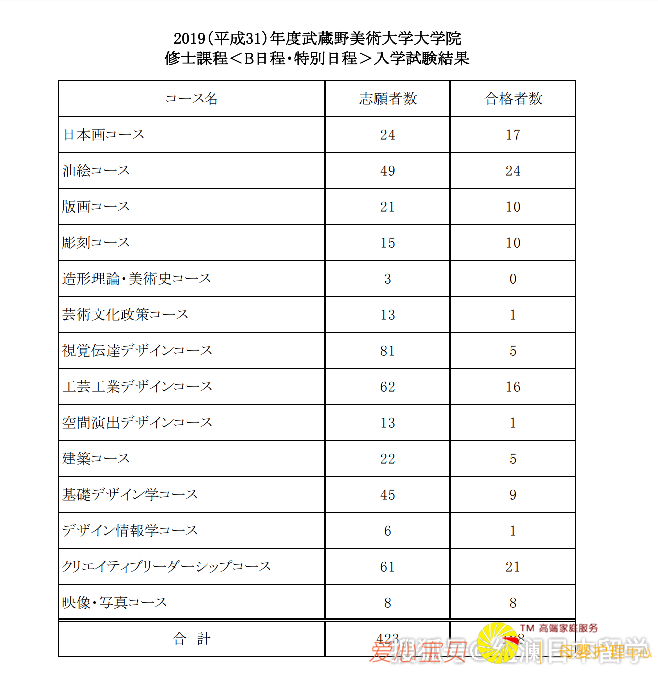 2019(平成31)年度武蔵野美術大学大学院
修士課程＜B日程・特別日程＞入学試験結果
コース名 志願者数 合格者数
日本画コース 24 17
油絵コース 49 24
版画コース 21 10
彫刻コース 15 10
造形理論・美術史コース 3 0
芸術文化政策コース 13 1
視覚伝達デザインコース 81 5
工芸工業デザインコース 62 16
空間演出デザインコース 13 1
建築コース 22 5
基礎デザイン学コース 45 9
デザイン情報学コース 6 1
クリエイティブリーダーシップコース 61 21
映像・写真コース 8 8
合計 423
TM 高端家庭服务
爱心宝贝
母婴护理中心
日本留学